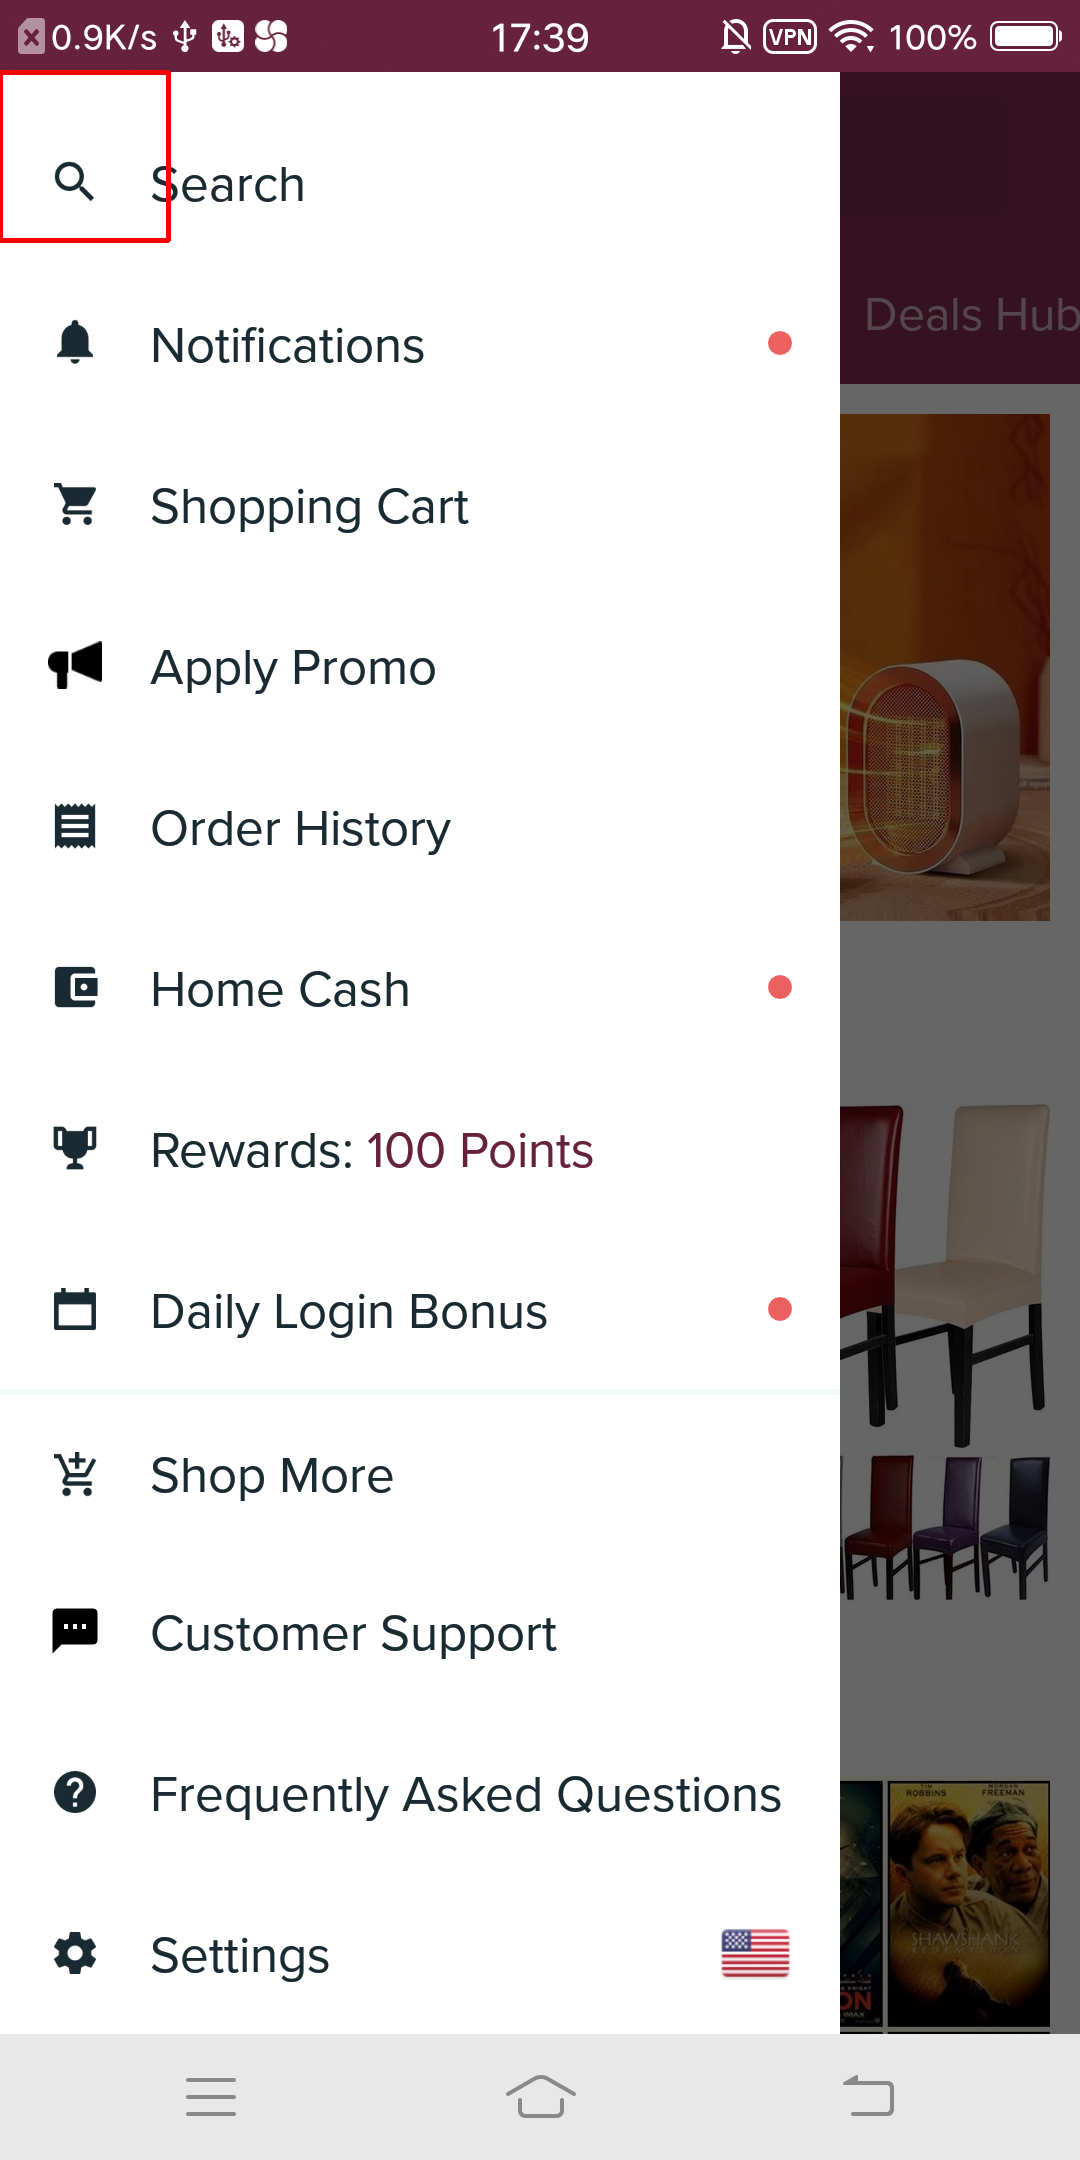 0.9K/s 17:39 VPN 100%
Search
Deals Hub
Notifications
Shopping Cart
Apply Promo
Order History
Home Cash
Rewards: 100 Points
Daily Login Bonus
Shop More
Customer Support
Frequently Asked Questions
TIM ROBBINS MORGAN FREEMAN
SHAWSHANK
REDEMPTION
Settings